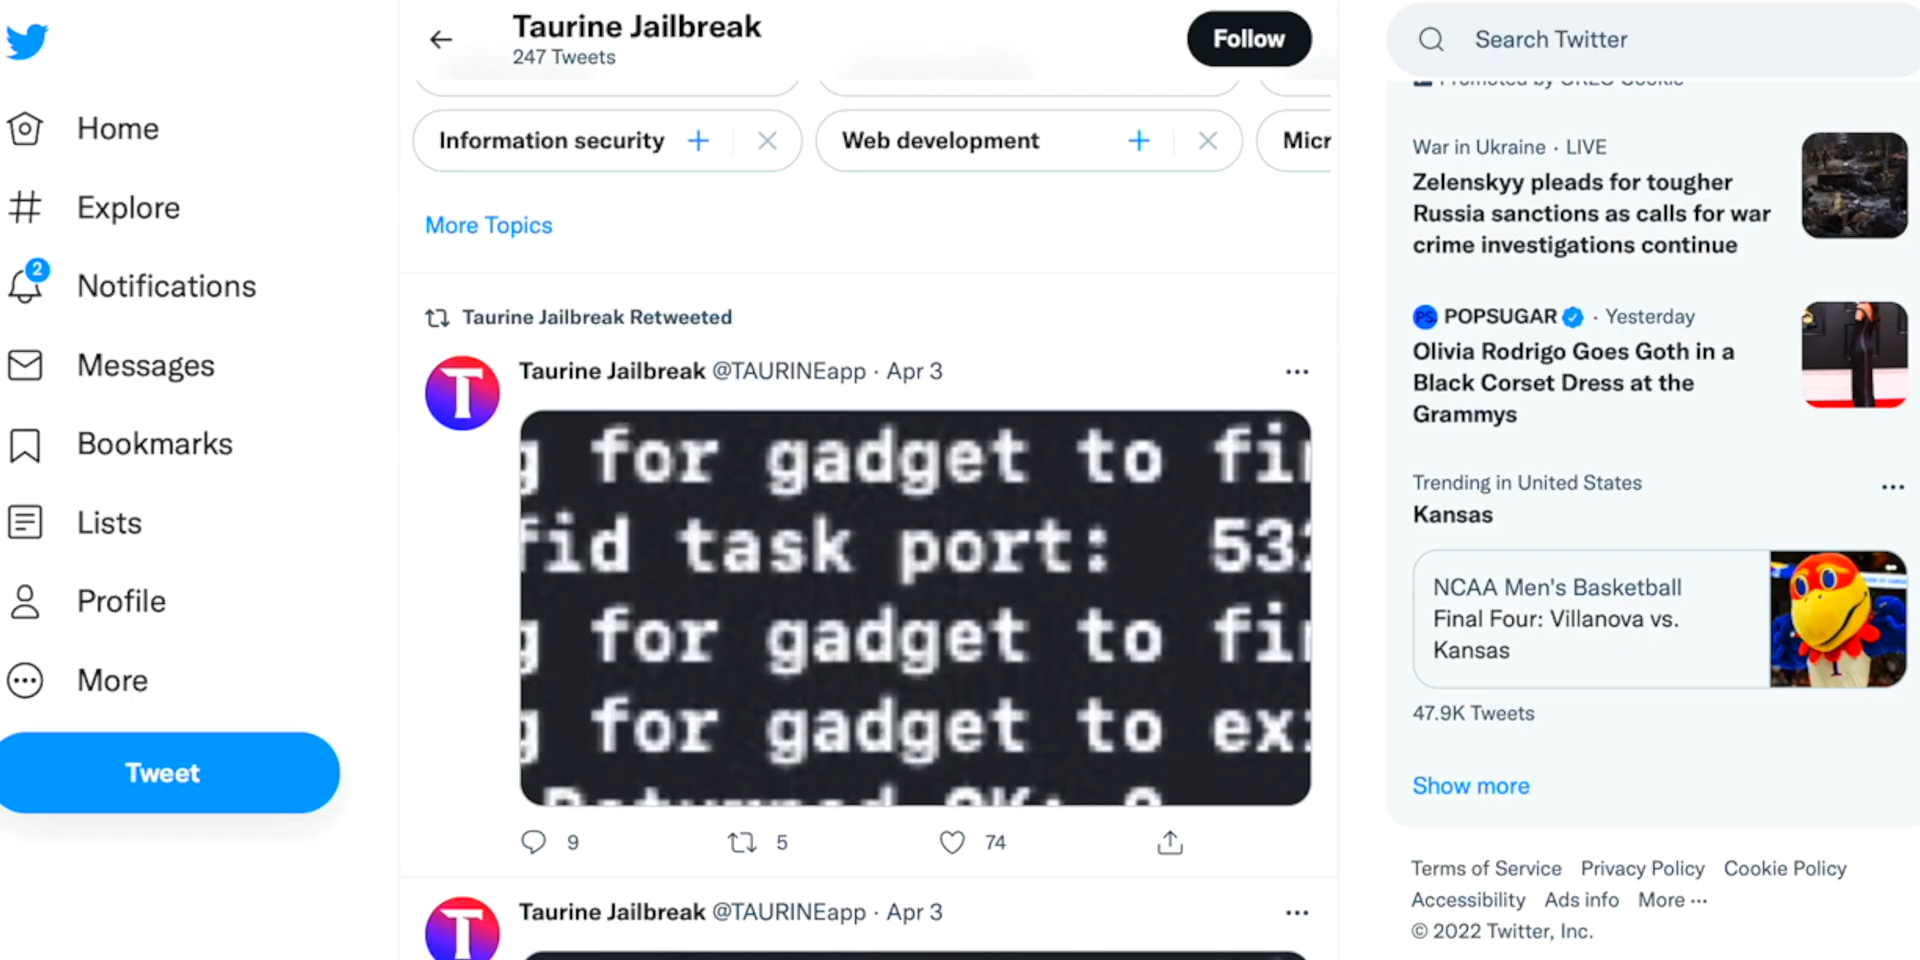 Home
Explore
2
Notifications
Messages
Bookmarks
Lists
Profile
More
Tweet
Taurine Jailbreak
247 Tweets
Follow
Information security
Web development
Micr
More Topics
Taurine Jailbreak Retweeted
Taurine Jailbreak @TAURINEapp · Apr 3
T
g for gadget to fin
fid task port: 53
g for gadget to fin
g for gadget to ex
Returned OK: 0
9 5 74
Taurine Jailbreak @TAURINEapp · Apr 3
T
Search Twitter
War in Ukraine · LIVE
Zelenskyy pleads for tougher
Russia sanctions as calls for war
crime investigations continue
PS POPSUGAR · Yesterday
Olivia Rodrigo Goes Goth in a
Black Corset Dress at the
Grammys
Trending in United States
Kansas
NCAA Men's Basketball
Final Four: Villanova vs.
Kansas
47.9K Tweets
Show more
Terms of Service Privacy Policy Cookie Policy
Accessibility Ads info More ···
© 2022 Twitter, Inc.